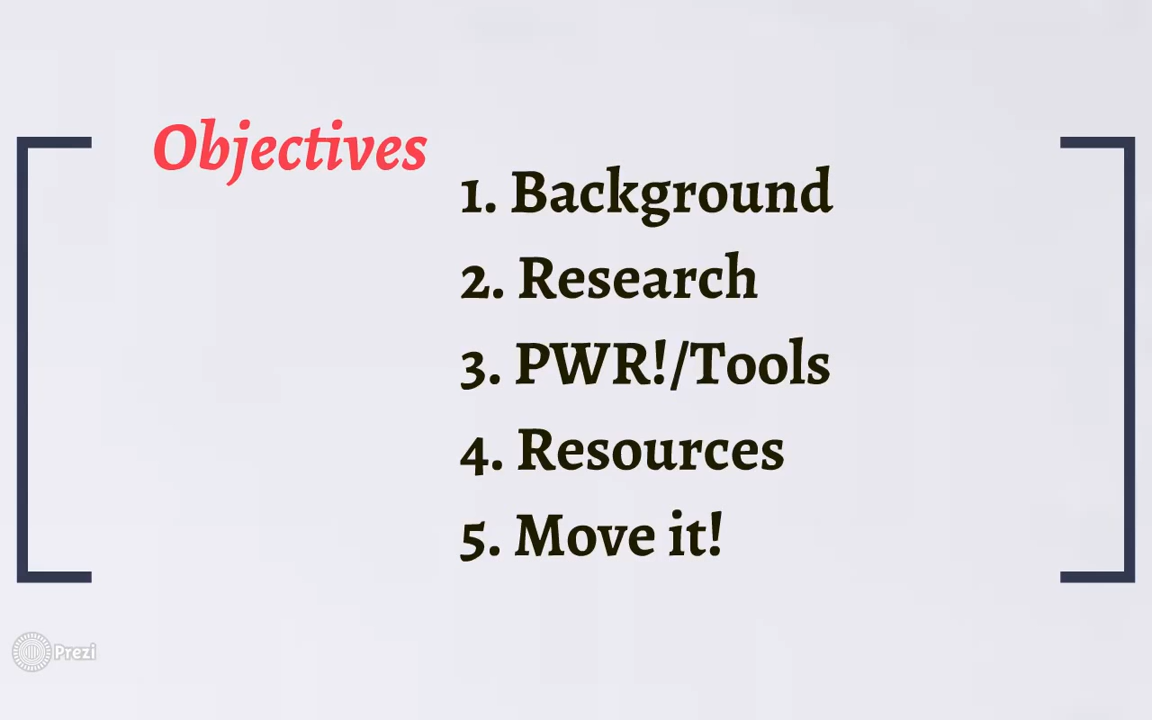 Objectives
1. Background
2. Research
3. PWR!/Tools
4. Resources
5. Move it!
Prezi